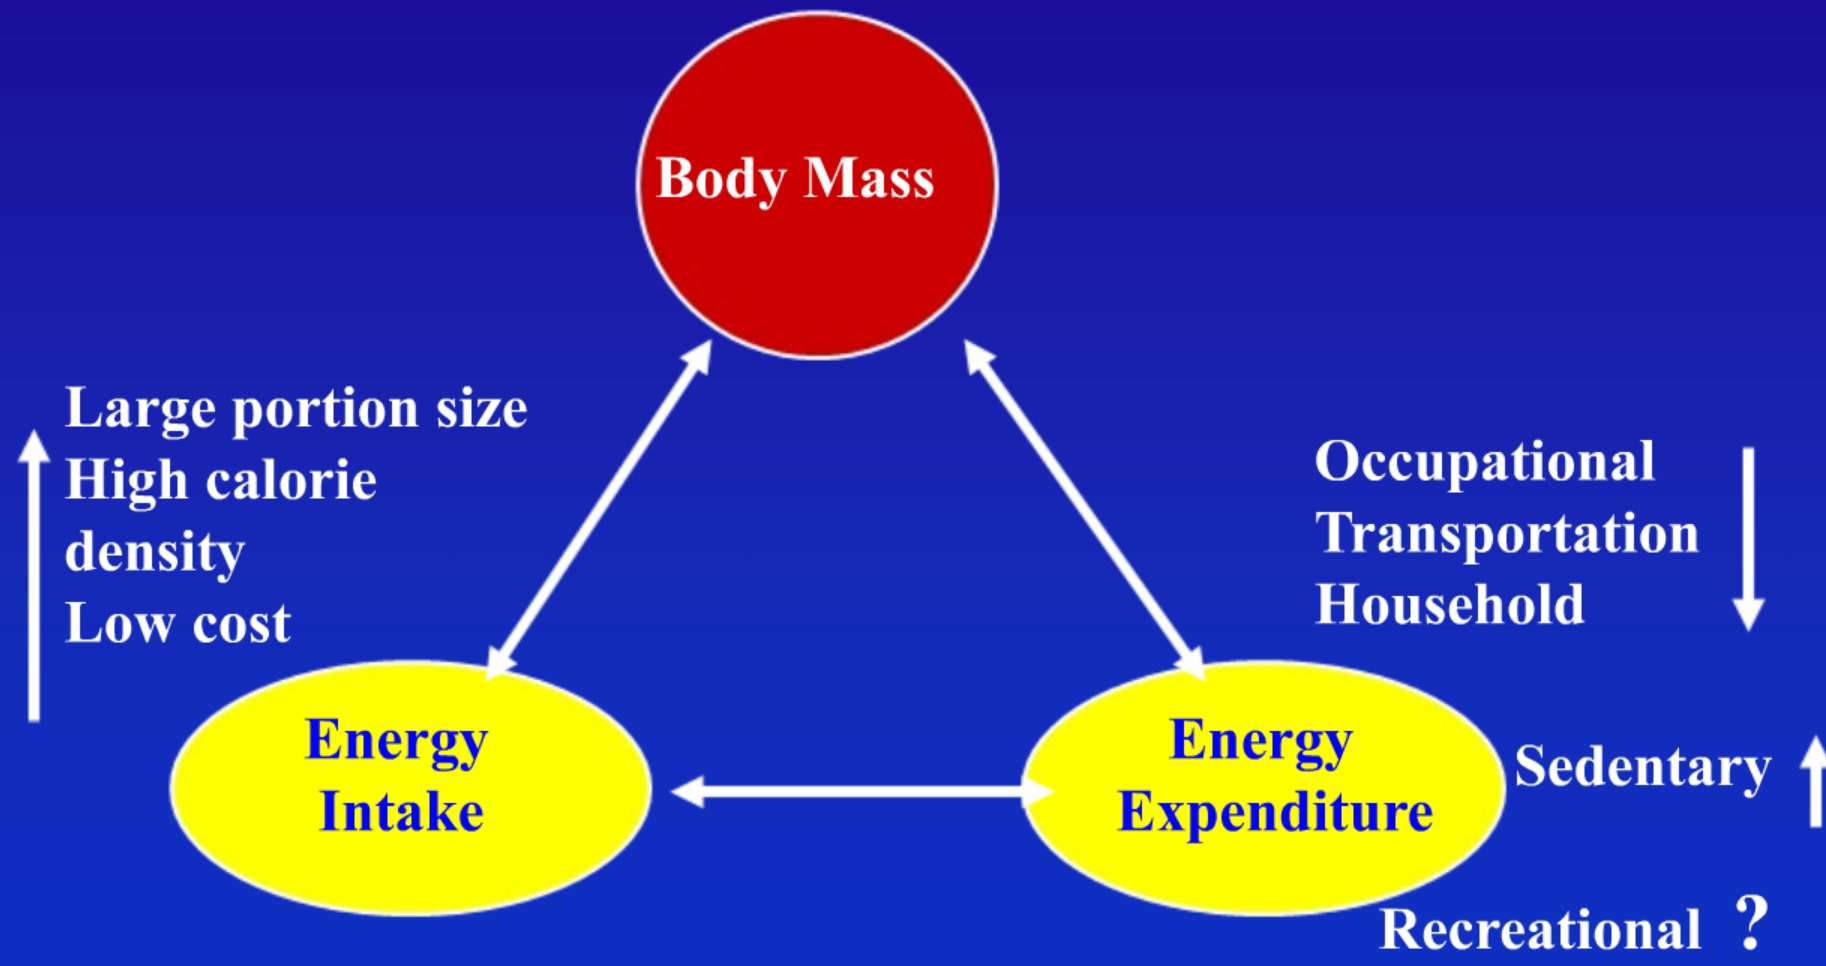 Body Mass
Large portion size
High calorie
density
Low cost
Occupational
Transportation
Household
Energy
Intake
Energy
Expenditure
Sedentary
Recreational ?